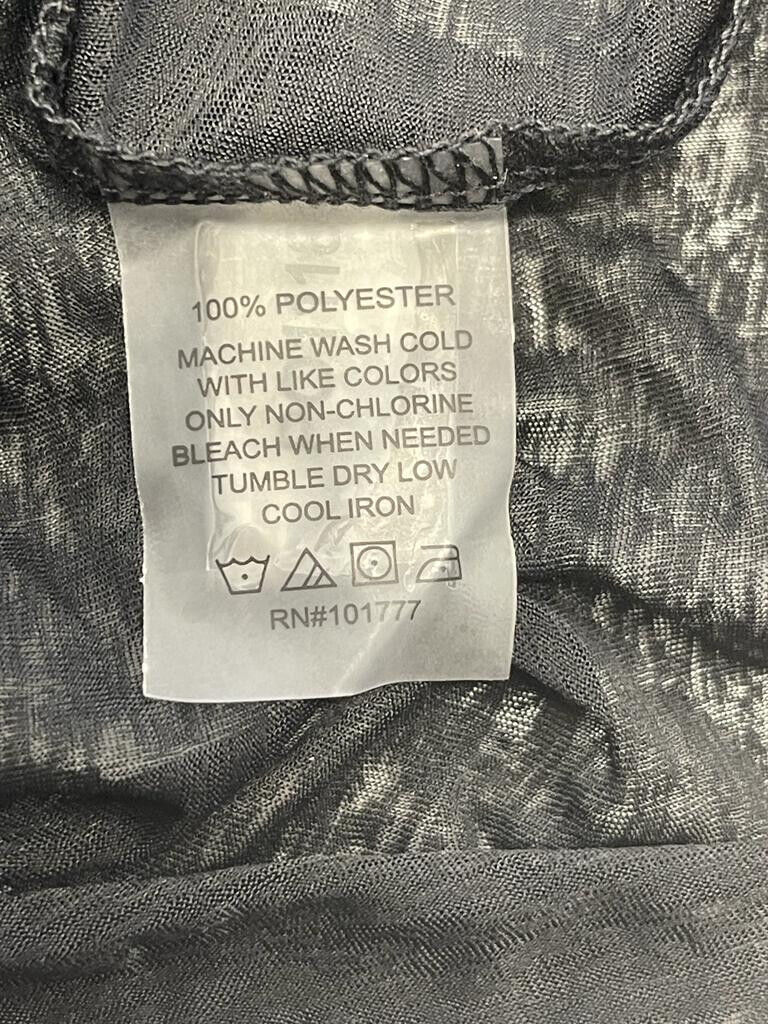 100% POLYESTER
MACHINE WASH COLD
WITH LIKE COLORS
ONLY NON-CHLORINE
BLEACH WHEN NEEDED
TUMBLE DRY LOW
COOL IRON
RN#101777